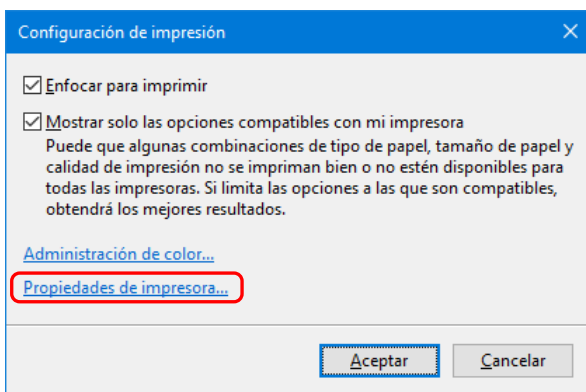 Configuración de impresión
Enfocar para imprimir
Mostrar solo las opciones compatibles con mi impresora
Puede que algunas combinaciones de tipo de papel, tamaño de papel y
calidad de impresión no se impriman bien o no estén disponibles para
todas las impresoras. Si limita las opciones a las que son compatibles,
obtendrá los mejores resultados.
Administración de color...
Propiedades de impresora...
Aceptar
Cancelar